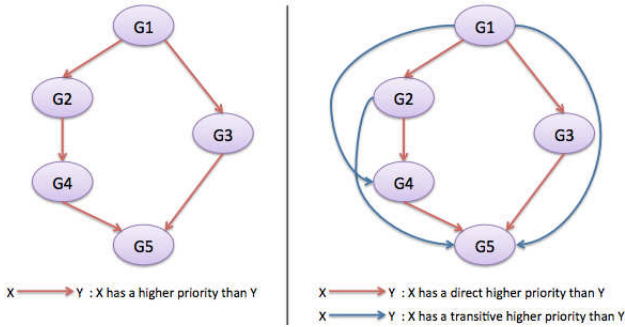 G1
G2
G3
G4
G5
X Y : X has a higher priority than Y
G1
G2
G3
G4
G5
X Y : X has a direct higher priority than Y
X Y : X has a transitive higher priority than Y